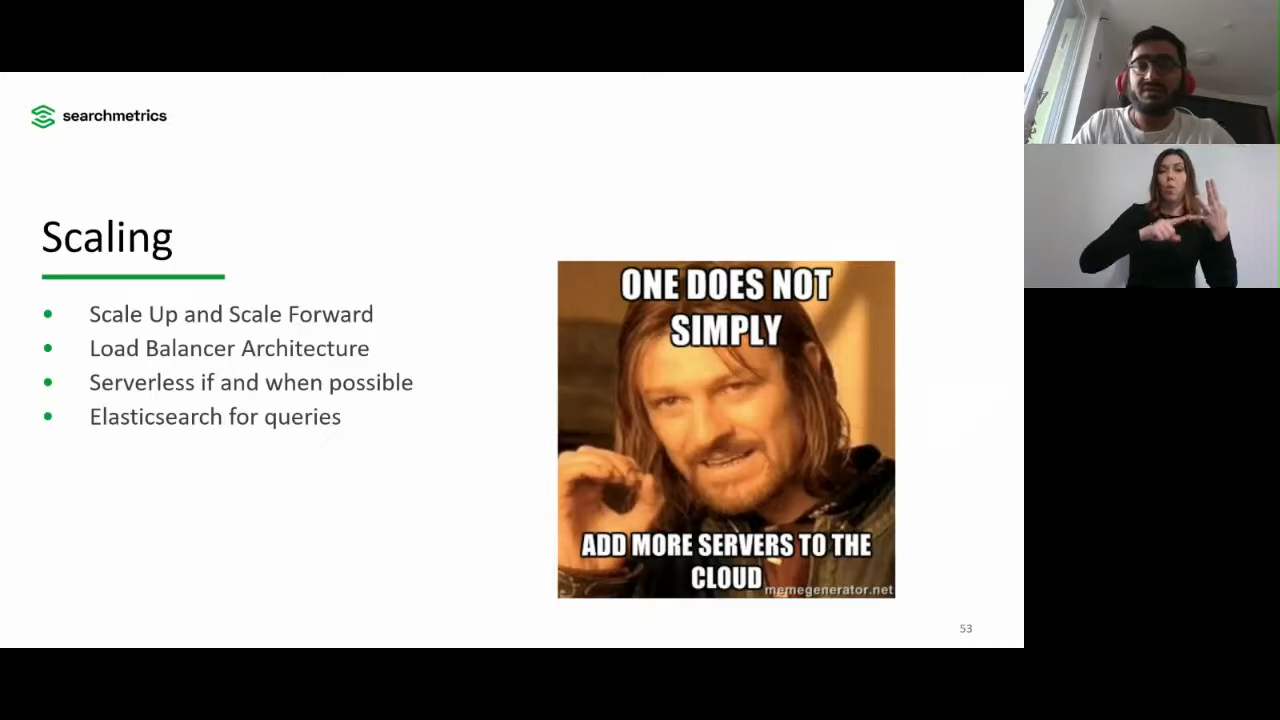 searchmetrics
Scaling
• Scale Up and Scale Forward
• Load Balancer Architecture
• Serverless if and when possible
• Elasticsearch for queries
ONE DOES NOT
SIMPLY
ADD MORE SERVERS TO THE
CLOUD
memegenerator.net
53